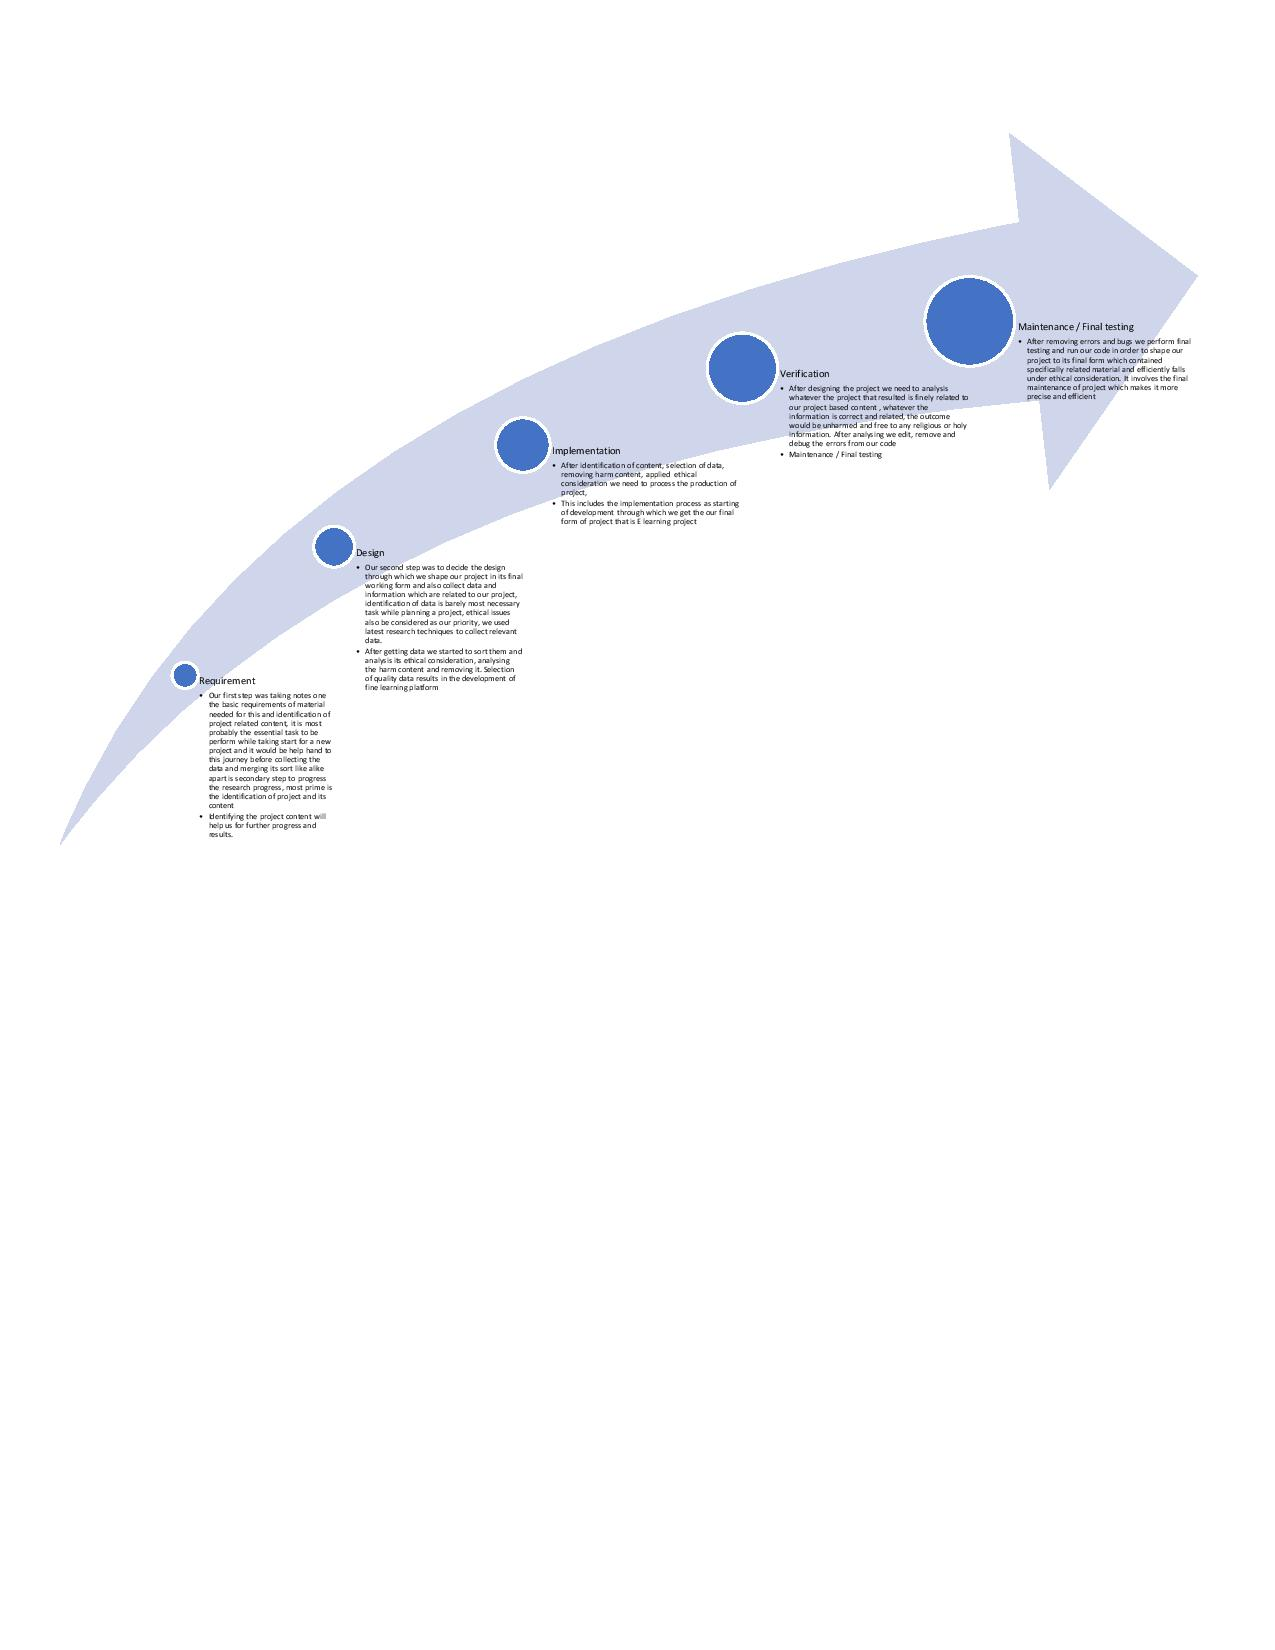 Requirement
• Our first step was taking notes one
the basic requirements of material
needed for this and identification of
project related content, it is most
probably the essential task to be
perform while taking start for a new
project and it would be help hand to
this journey before collecting the
data and merging its sort like alike
apart is secondary step to progress
the research progress, most prime is
the identification of project and its
content
• Identifying the project content will
help us for further progress and
results.
Design
• Our second step was to decide the design
through which we shape our project in its final
working form and also collect data and
information which are related to our project,
identification of data is barely most necessary
task while planning a project, ethical issues
also be considered as our priority, we used
latest research techniques to collect relevant
data.
• After getting data we started to sort them and
analysis its ethical consideration, analysing
the harm content and removing it. Selection
of quality data results in the development of
fine learning platform
Implementation
• After identification of content, selection of data,
removing harm content, applied ethical
consideration we need to process the production of
project,
• This includes the implementation process as starting
of development through which we get the our final
form of project that is E learning project
Verification
• After designing the project we need to analysis
whatever the project that resulted is finely related to
our project based content , whatever the
information is correct and related, the outcome
would be unharmed and free to any religious or holy
information. After analysing we edit, remove and
debug the errors from our code
• Maintenance / Final testing
Maintenance / Final testing
• After removing errors and bugs we perform final
testing and run our code in order to shape our
project to its final form which contained
specifically related material and efficiently falls
under ethical consideration. It involves the final
maintenance of project which makes it more
precise and efficient